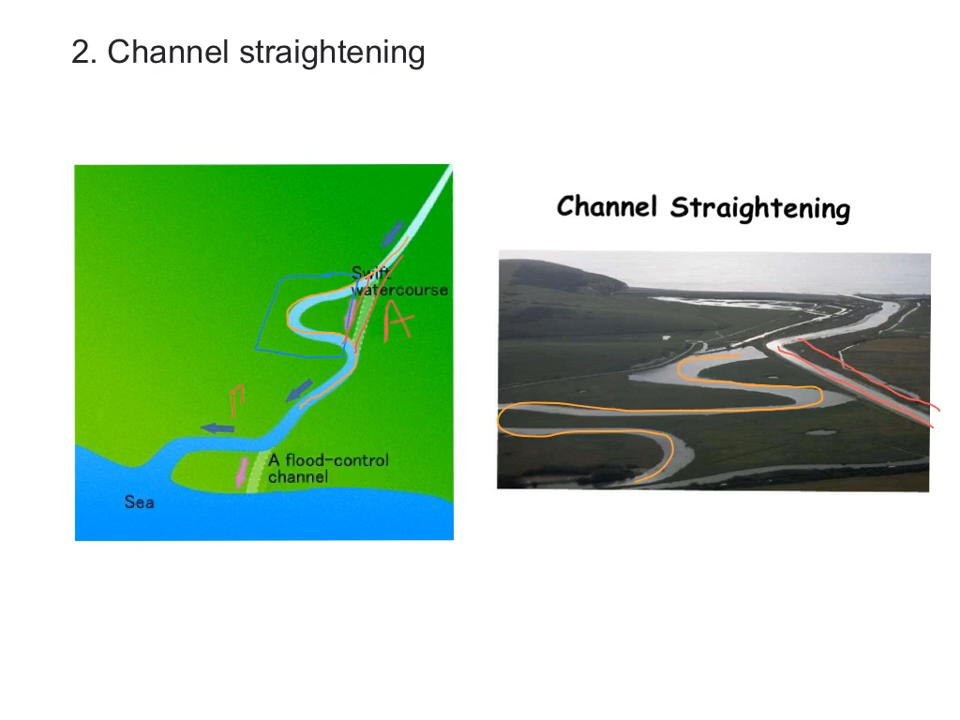 2. Channel straightening
Channel Straightening
Swift
watercourse
A
A flood-control
channel
Sea